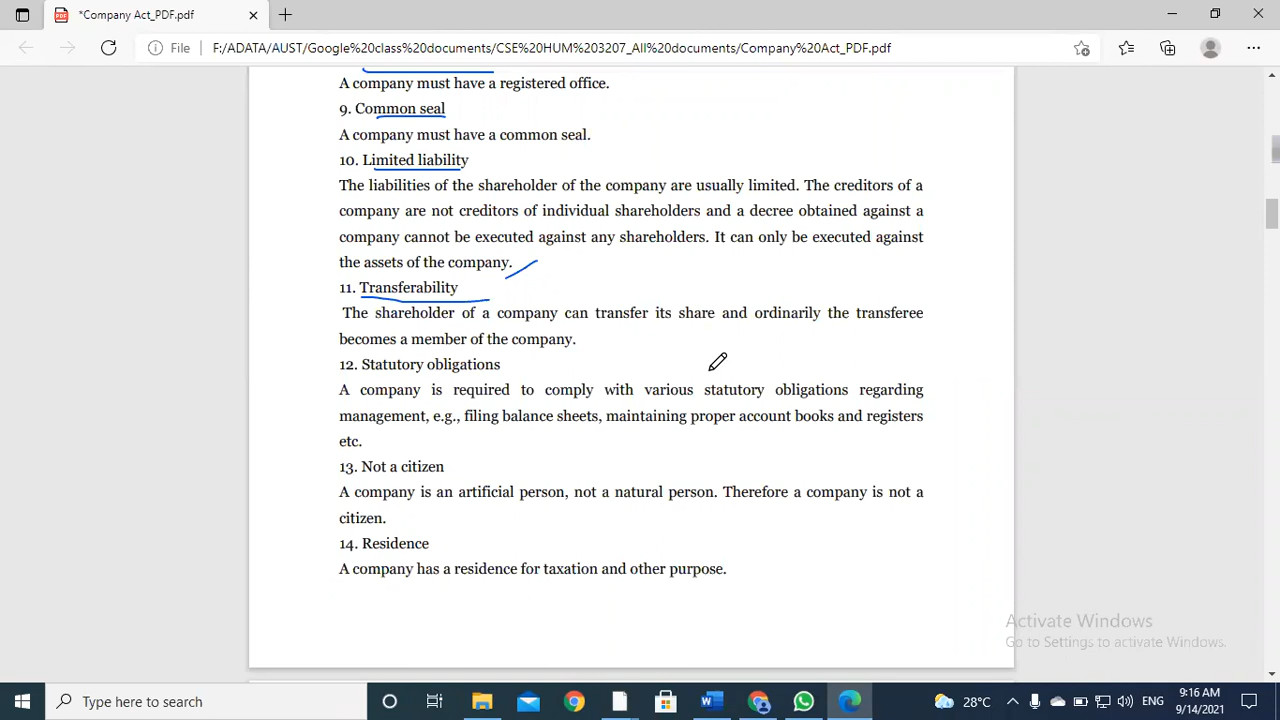 *Company Act_PDF.pdf
File
F:/ADATA/AUST/Google%20class%20documents/CSE%20HUM%203207_All%20documents/Company%20Act_PDF.pdf
A company must have a registered office.
9. Common seal
A company must have a common seal.
10. Limited liability
The liabilities of the shareholder of the company are usually limited. The creditors of a
company are not creditors of individual shareholders and a decree obtained against a
company cannot be executed against any shareholders. It can only be executed against
the assets of the company.
11. Transferability
The shareholder of a company can transfer its share and ordinarily the transferee
becomes a member of the company.
12. Statutory obligations
A company is required to comply with various statutory obligations regarding
management, e.g., filing balance sheets, maintaining proper account books and registers
etc.
13. Not a citizen
A company is an artificial person, not a natural person. Therefore a company is not a
citizen.
14. Residence
A company has a residence for taxation and other purpose.
Activate Windows
Go to Settings to activate Windows.
Type here to search
28°C
ENG
9:16 AM
9/14/2021